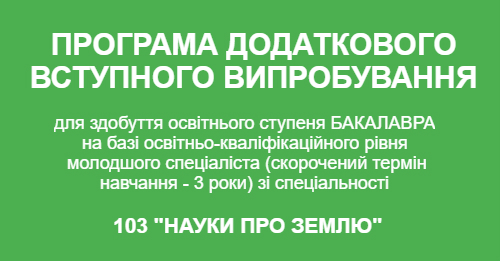 ПРОГРАМА ДОДАТКОВОГО
ВСТУПНОГО ВИПРОБУВАННЯ
для здобуття освітнього ступеня БАКАЛАВРА
на базі освітньо-кваліфікаційного рівня
молодшого спеціаліста (скорочений термін
навчання - 3 роки) зі спеціальності
103 "НАУКИ ПРО ЗЕМЛЮ"